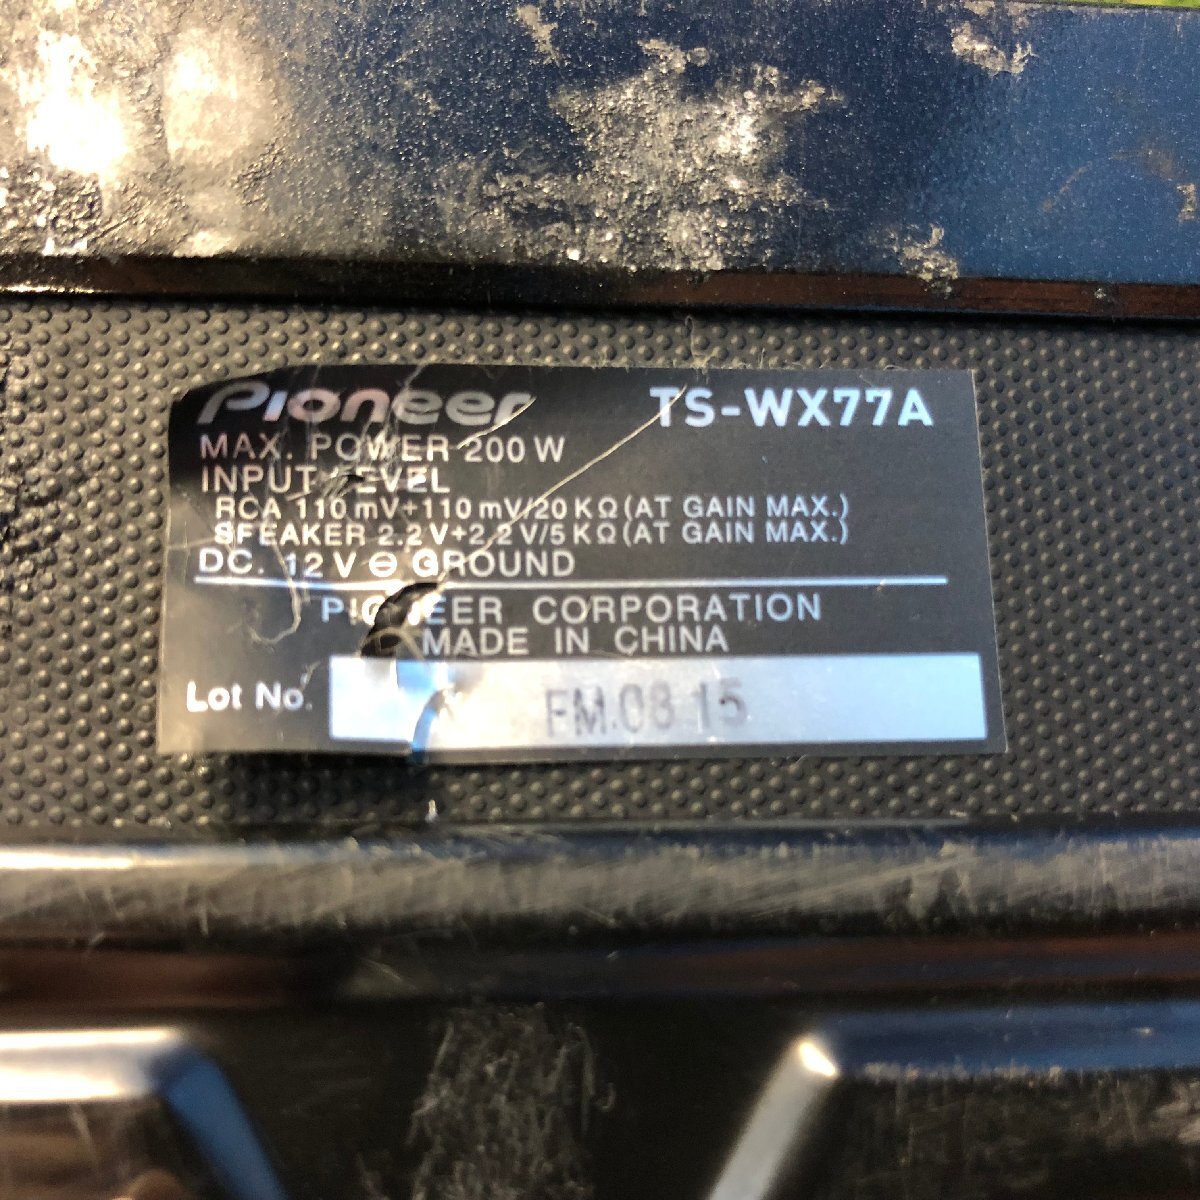 Pioneer TS-WX77A
MAX. POWER 200 W
INPUT LEVEL
RCA 110 mV+110 mV/20 KΩ (AT GAIN MAX.)
SPEAKER 2.2 V+2.2 V/5 KΩ (AT GAIN MAX.)
DC. 12 V ⊖ GROUND
PIONEER CORPORATION
MADE IN CHINA
Lot No. FM.08 15